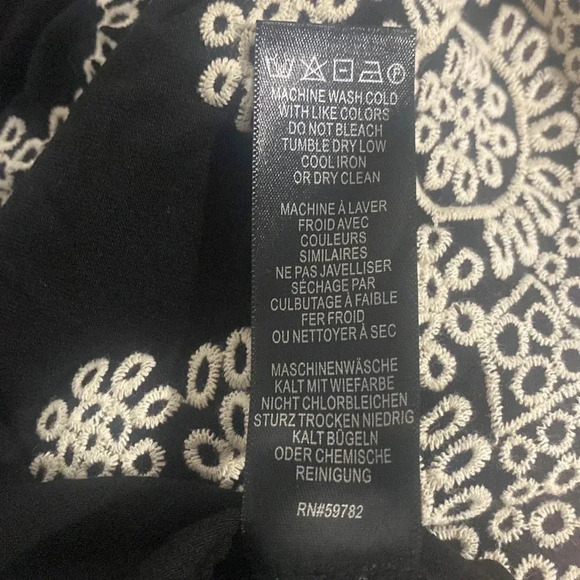 MACHINE WASH COLD
WITH LIKE COLORS
DO NOT BLEACH
TUMBLE DRY LOW
COOL IRON
OR DRY CLEAN
MACHINE À LAVER
FROID AVEC
COULEURS
SIMILAIRES
NE PAS JAVELLISER
SÉCHAGE PAR
CULBUTAGE À FAIBLE
FER FROID
OU NETTOYER À SEC
MASCHINENWÄSCHE
KALT MIT WIEFARBE
NICHT CHLORBLEICHEN
STURZ TROCKEN NIEDRIG
KALT BÜGELN
ODER CHEMISCHE
REINIGUNG
RN#59782